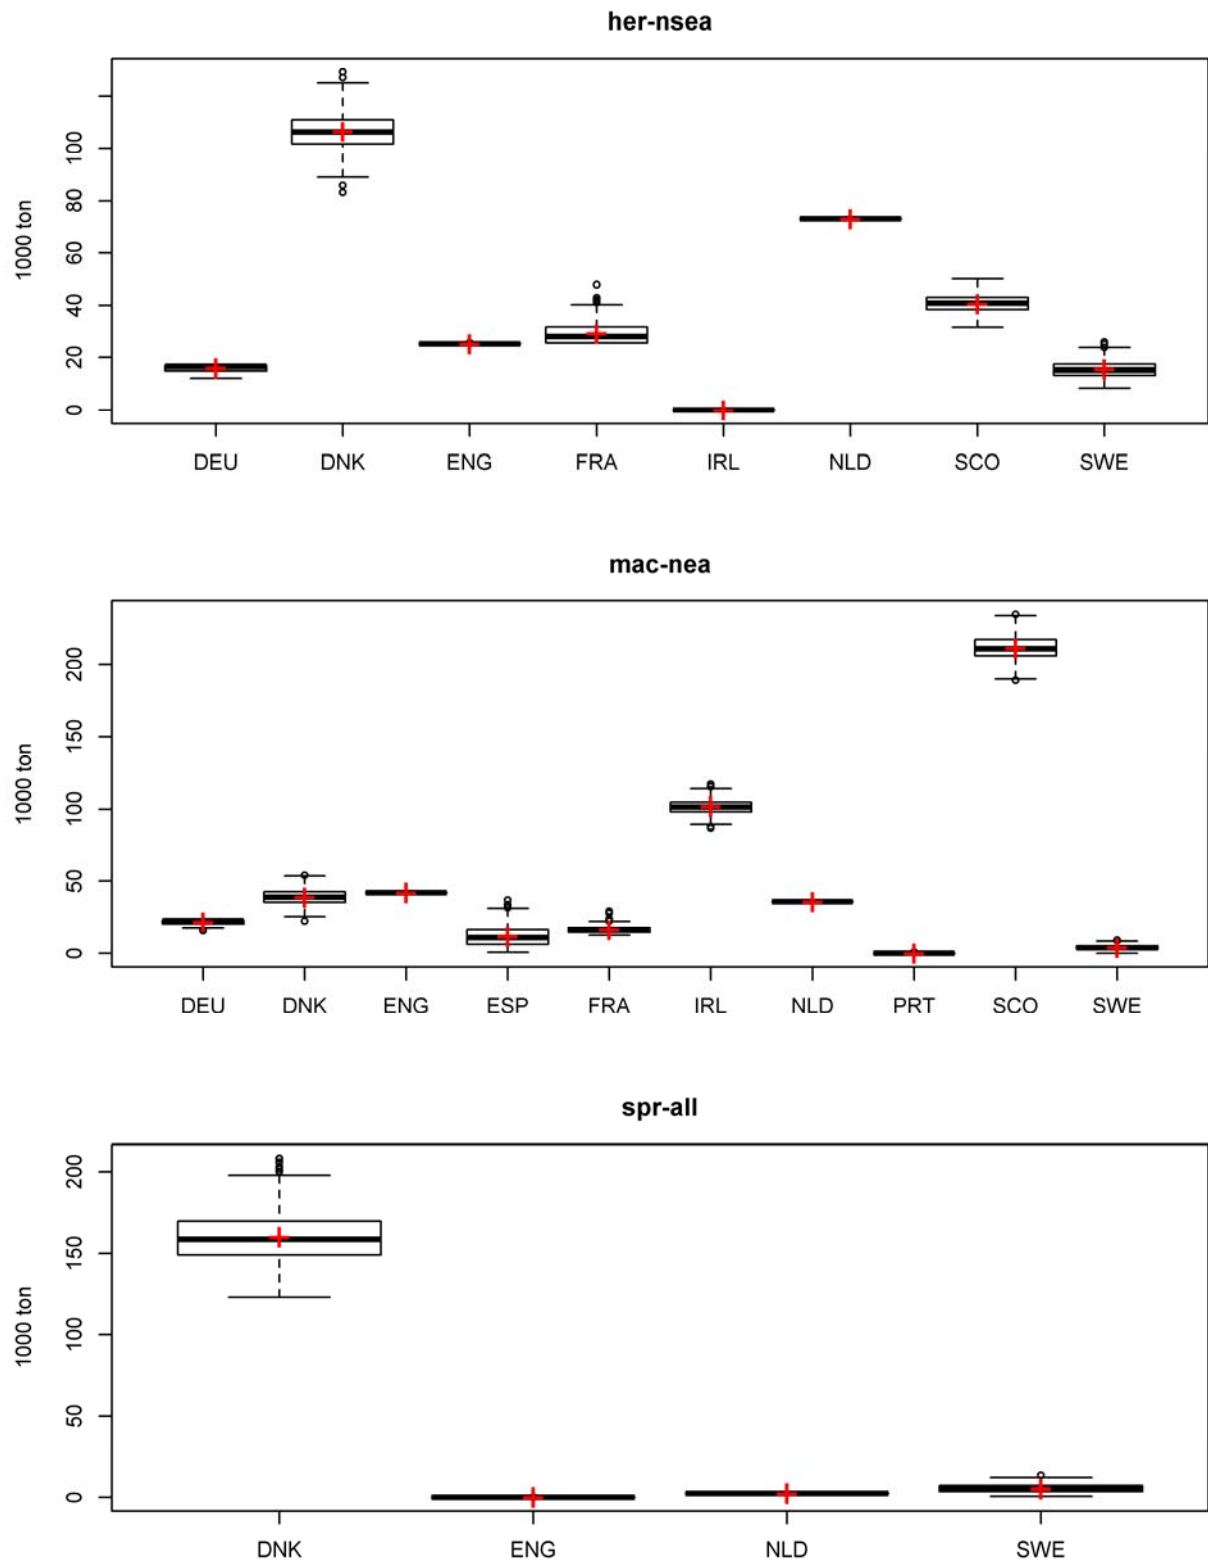 her-nsea
1000 ton
0 20 40 60 80 100
DEU DNK ENG FRA IRL NLD SCO SWE
mac-nea
1000 ton
0 50 100 150 200
DEU DNK ENG ESP FRA IRL NLD PRT SCO SWE
spr-all
1000 ton
0 50 100 150 200
DNK ENG NLD SWE